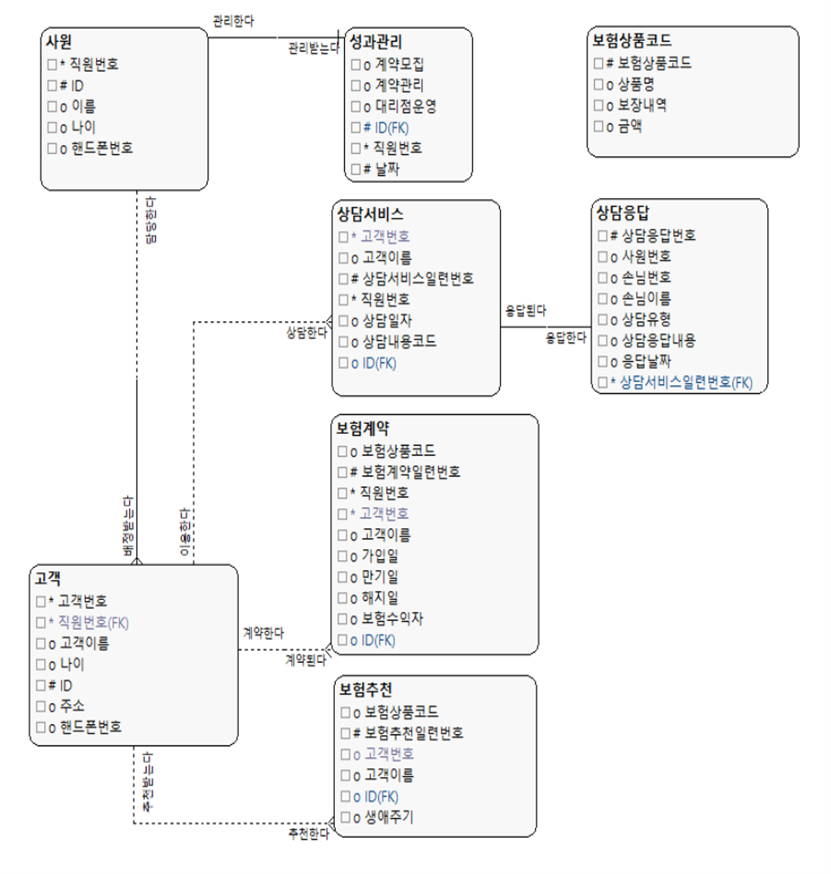 관리한다
관리받는다
사원
* 직원번호
# ID
o 이름
o 나이
o 핸드폰번호
성과관리
o 계약모집
o 계약관리
o 대리점운영
# ID(FK)
* 직원번호
# 날짜
보험상품코드
# 보험상품코드
o 상품명
o 보장내역
o 금액
담당한다
배정받는다
상담서비스
* 고객번호
o 고객이름
# 상담서비스일련번호
* 직원번호
o 상담일자
o 상담내용코드
o ID(FK)
응답된다
응답한다
상담응답
# 상담응답번호
o 사원번호
o 손님번호
o 손님이름
o 상담유형
o 상담응답내용
o 응답날짜
* 상담서비스일련번호(FK)
상담한다
이용한다
보험계약
o 보험상품코드
# 보험계약일련번호
* 직원번호
* 고객번호
o 고객이름
o 가입일
o 만기일
o 해지일
o 보험수익자
o ID(FK)
고객
* 고객번호
* 직원번호(FK)
o 고객이름
o 나이
# ID
o 주소
o 핸드폰번호
계약한다
계약된다
보험추천
o 보험상품코드
# 보험추천일련번호
o 고객번호
o 고객이름
o ID(FK)
o 생애주기
추천받는다
추천한다